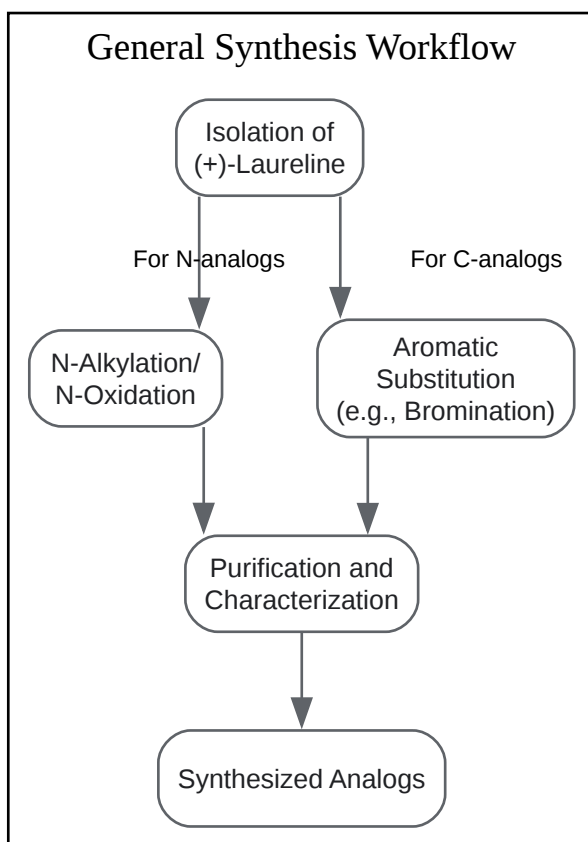 General Synthesis Workflow
Isolation of
(+)-Laureline
For N-analogs
For C-analogs
N-Alkylation/
N-Oxidation
Aromatic
Substitution
(e.g., Bromination)
Purification and
Characterization
Synthesized Analogs